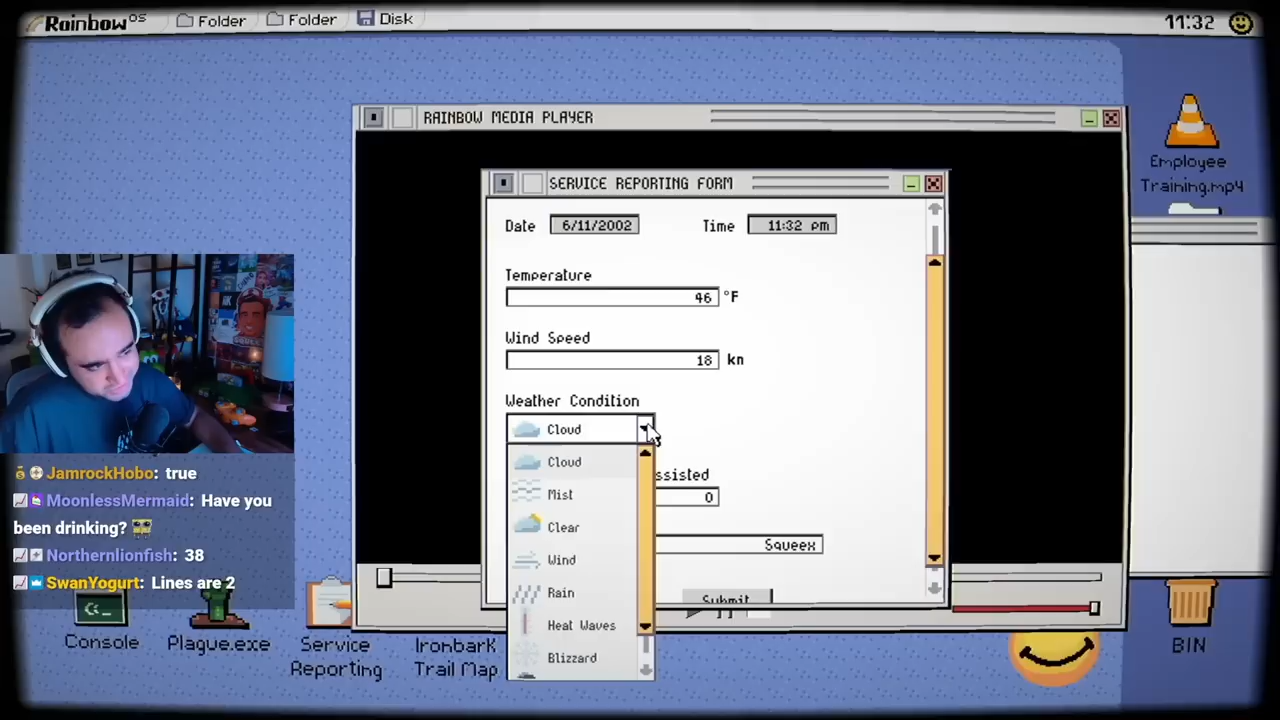 Rainbow OS
Folder
Folder
Disk
11:32
RAINBOW MEDIA PLAYER
Employee
Training.mp4
SERVICE REPORTING FORM
Date
6/11/2002
Time
11:32 pm
Temperature
46
°F
Wind Speed
18
kn
Weather Condition
Cloud
Cloud
Mist
Clear
Wind
Rain
Heat Waves
Blizzard
ssisted
0
Squeex
Submit
JamrockHobo: true
MoonlessMermaid: Have you
been drinking?
Northernlionfish: 38
SwanYogurt: Lines are 2
Console
Plague.exe
Service
Reporting
Ironbark
Trail Map
BIN